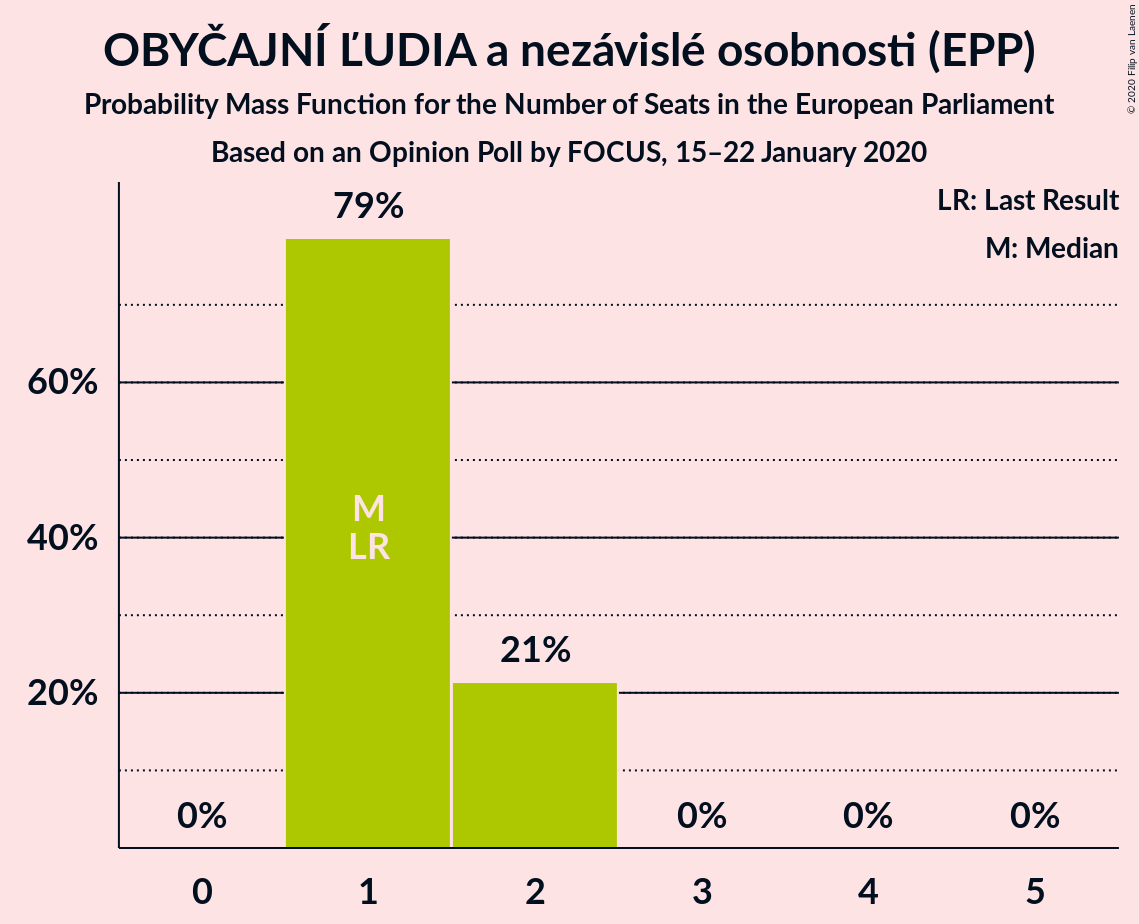 OBYČAJNÍ ĽUDIA a nezávislé osobnosti (EPP)
Probability Mass Function for the Number of Seats in the European Parliament
Based on an Opinion Poll by FOCUS, 15–22 January 2020
© 2020 Filip van Laenen
LR: Last Result
M: Median
79%
60%
M
40%
LR
21%
20%
0%
0%
0%
0%
0 1 2 3 4 5